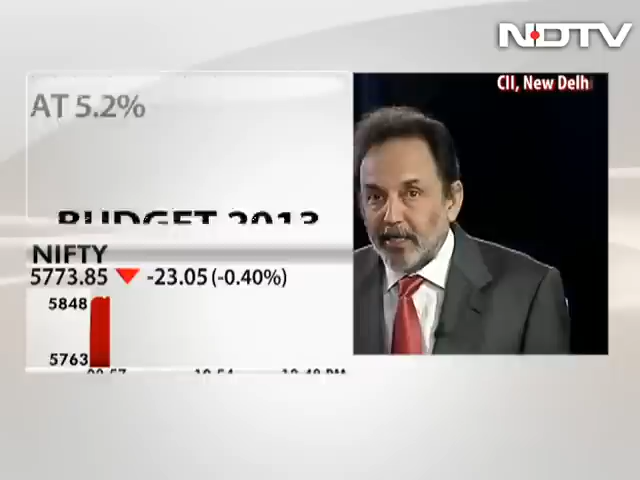 NDTV
CII, New Delh
AT 5.2%
BUDGET 2013
NIFTY
5773.85 -23.05 (-0.40%)
5848
5763